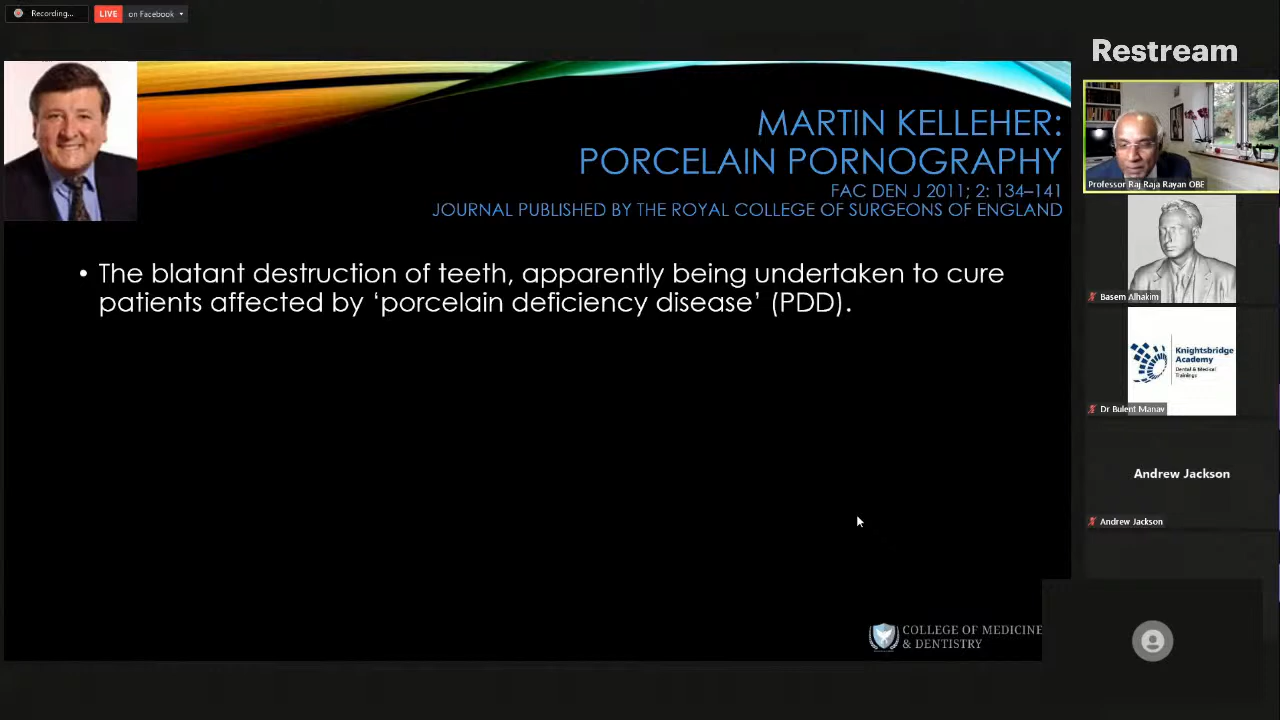 Recording...
LIVE
on Facebook
Restream
MARTIN KELLEHER:
PORCELAIN PORNOGRAPHY
FAC DEN J 2011; 2: 134–141
JOURNAL PUBLISHED BY THE ROYAL COLLEGE OF SURGEONS OF ENGLAND
• The blatant destruction of teeth, apparently being undertaken to cure
patients affected by ‘porcelain deficiency disease’ (PDD).
COLLEGE OF MEDICINE
& DENTISTRY
Professor Raj Raja Rayan OBE
Basem Alhakim
Knightsbridge
Academy
Dental & Medical
Trainings
Dr Bulent Manav
Andrew Jackson
Andrew Jackson